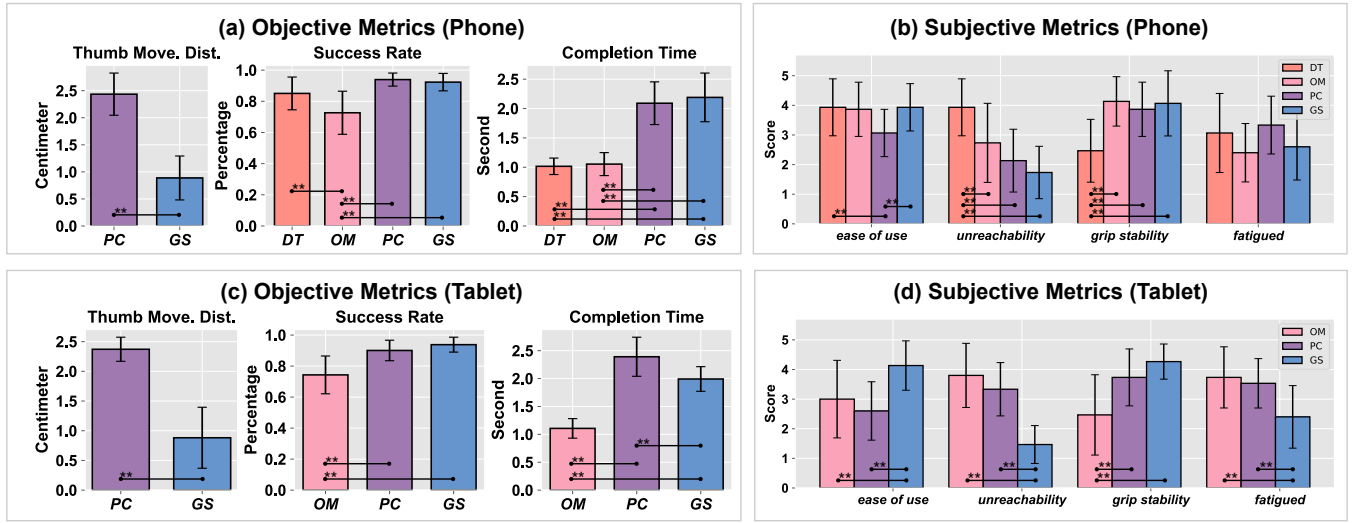 (a) Objective Metrics (Phone)
Thumb Move. Dist.
Success Rate
Completion Time
Centimeter
2.5
2.0
1.5
1.0
0.5
0.0
**
PC
GS
Percentage
1.0
0.8
0.6
0.4
0.2
0.0
**
**
**
DT
OM
PC
GS
Second
2.5
2.0
1.5
1.0
0.5
0.0
**
**
**
**
DT
OM
PC
GS
(b) Subjective Metrics (Phone)
Score
5
4
3
2
1
0
DT
OM
PC
GS
**
**
**
**
**
**
**
**
ease of use
unreachability
grip stability
fatigued
(c) Objective Metrics (Tablet)
Thumb Move. Dist.
Success Rate
Completion Time
Centimeter
2.5
2.0
1.5
1.0
0.5
0.0
**
PC
GS
Percentage
1.0
0.8
0.6
0.4
0.2
0.0
**
**
OM
PC
GS
Second
2.5
2.0
1.5
1.0
0.5
0.0
**
**
**
OM
PC
GS
(d) Subjective Metrics (Tablet)
Score
5
4
3
2
1
0
OM
PC
GS
**
**
**
**
**
**
**
**
ease of use
unreachability
grip stability
fatigued